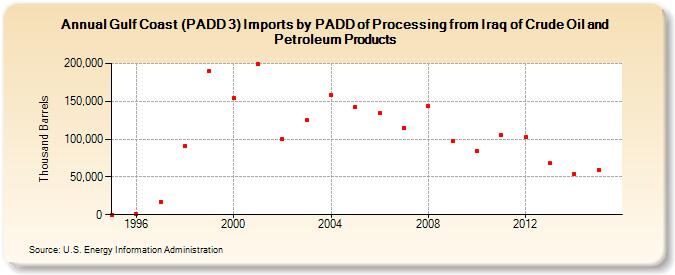 Annual Gulf Coast (PADD 3) Imports by PADD of Processing from Iraq of Crude Oil and
Petroleum Products
Thousand Barrels
200,000
150,000
100,000
50,000
0
1996
2000
2004
2008
2012
Source: U.S. Energy Information Administration